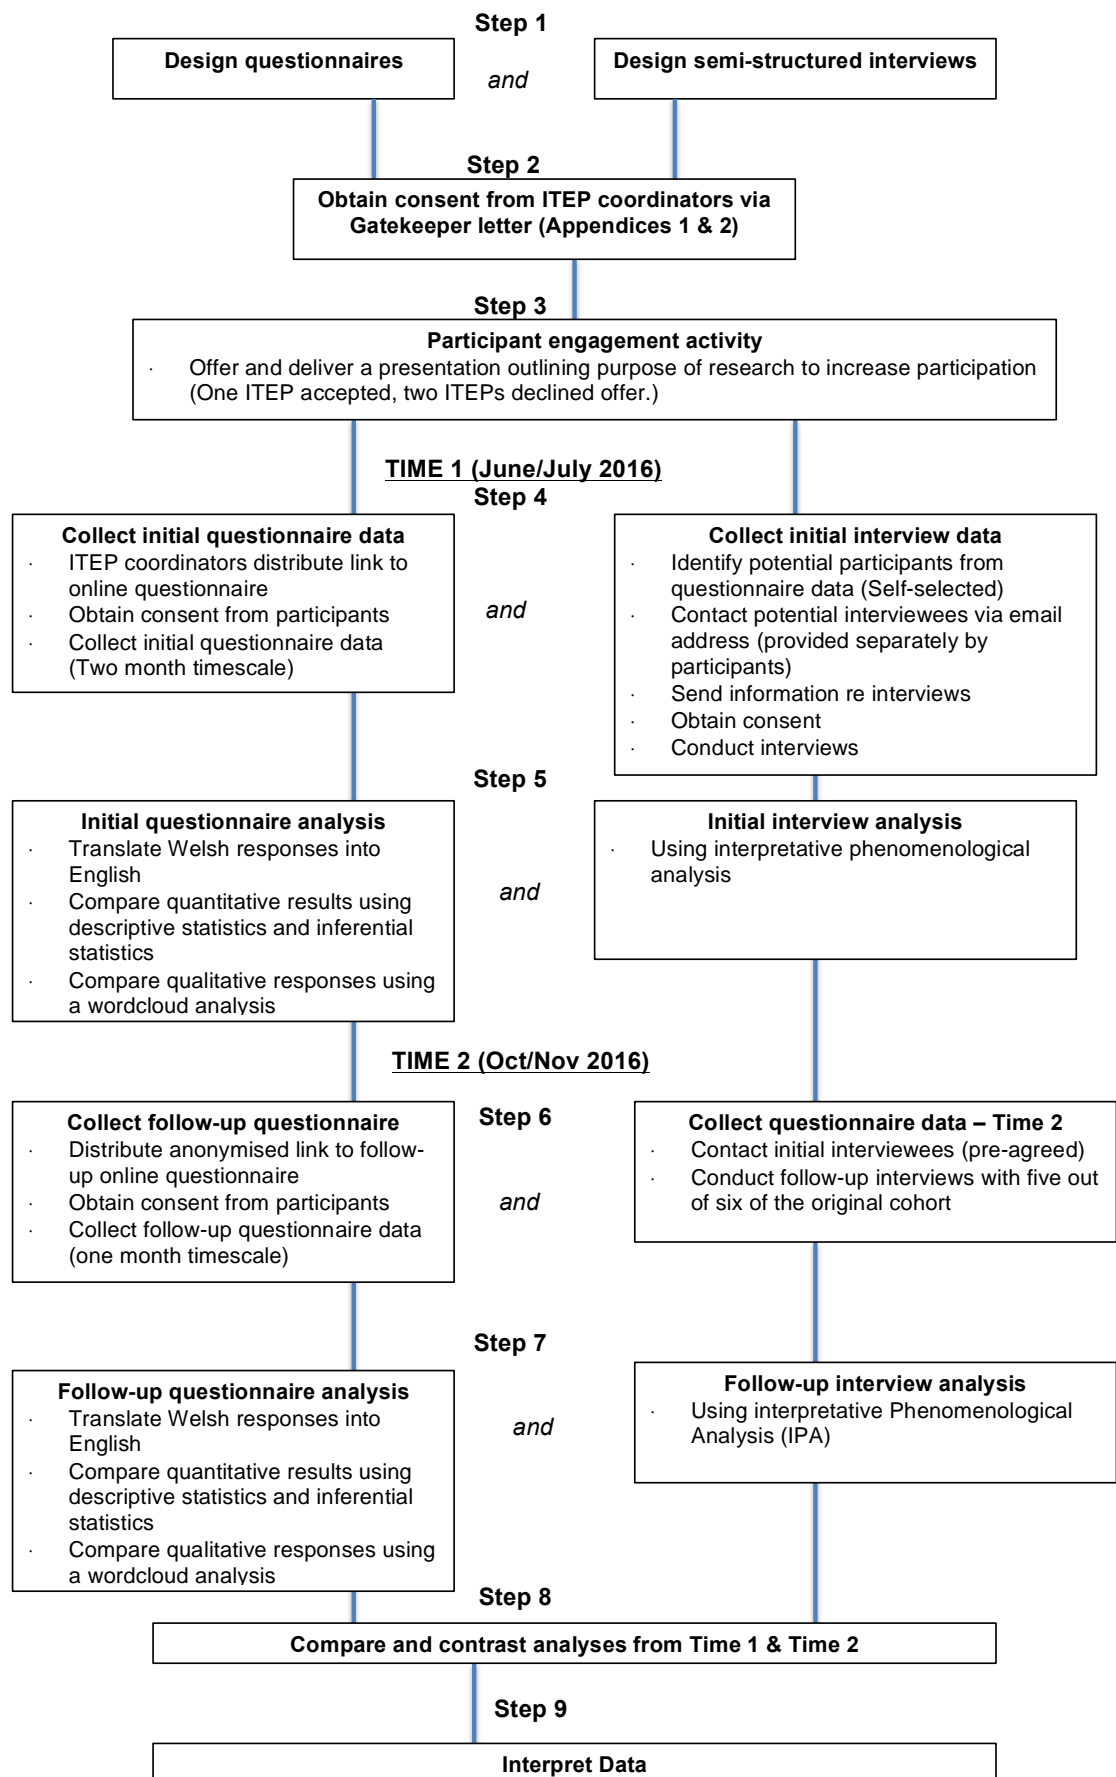 Step 1
Design questionnaires
and
Design semi-structured interviews
Step 2
Obtain consent from ITEP coordinators via
Gatekeeper letter (Appendices 1 & 2)
Step 3
Participant engagement activity
· Offer and deliver a presentation outlining purpose of research to increase participation
(One ITEP accepted, two ITEPs declined offer.)
TIME 1 (June/July 2016)
Step 4
Collect initial questionnaire data
· ITEP coordinators distribute link to
online questionnaire
· Obtain consent from participants
· Collect initial questionnaire data
(Two month timescale)
and
Collect initial interview data
· Identify potential participants from
questionnaire data (Self-selected)
· Contact potential interviewees via email
address (provided separately by
participants)
· Send information re interviews
· Obtain consent
· Conduct interviews
Step 5
Initial questionnaire analysis
· Translate Welsh responses into
English
· Compare quantitative results using
descriptive statistics and inferential
statistics
· Compare qualitative responses using
a wordcloud analysis
and
Initial interview analysis
· Using interpretative phenomenological
analysis
TIME 2 (Oct/Nov 2016)
Step 6
Collect follow-up questionnaire
· Distribute anonymised link to follow-
up online questionnaire
· Obtain consent from participants
· Collect follow-up questionnaire data
(one month timescale)
and
Collect questionnaire data – Time 2
· Contact initial interviewees (pre-agreed)
· Conduct follow-up interviews with five out
of six of the original cohort
Step 7
Follow-up questionnaire analysis
· Translate Welsh responses into
English
· Compare quantitative results using
descriptive statistics and inferential
statistics
· Compare qualitative responses using
a wordcloud analysis
and
Follow-up interview analysis
· Using interpretative Phenomenological
Analysis (IPA)
Step 8
Compare and contrast analyses from Time 1 & Time 2
Step 9
Interpret Data